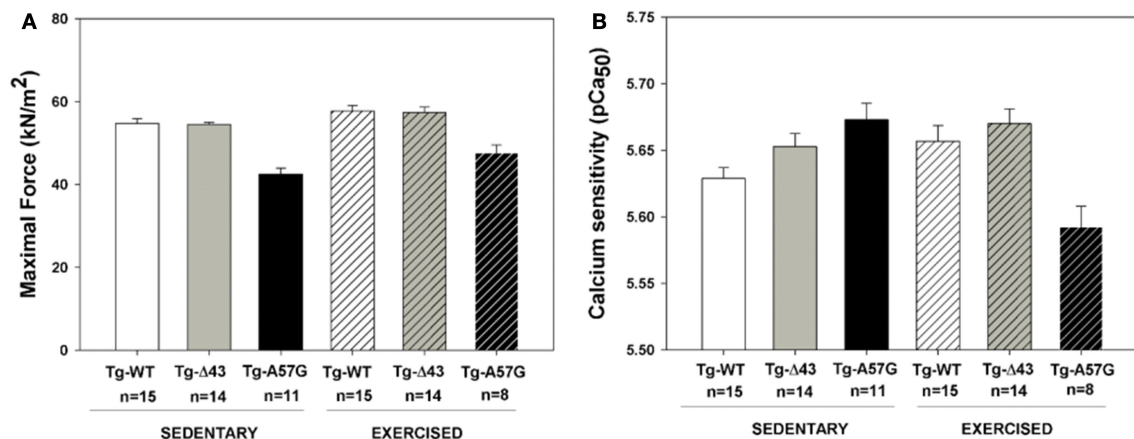 A
Maximal Force (kN/m²)
80
60
40
20
0
Tg-WT Tg-Δ43 Tg-A57G Tg-WT Tg-Δ43 Tg-A57G
n=15 n=14 n=11 n=15 n=14 n=8
SEDENTARY EXERCISED
B
Calcium sensitivity (pCa₅₀)
5.75
5.70
5.65
5.60
5.55
5.50
Tg-WT Tg-Δ43 Tg-A57G Tg-WT Tg-Δ43 Tg-A57G
n=15 n=14 n=11 n=15 n=14 n=8
SEDENTARY EXERCISED